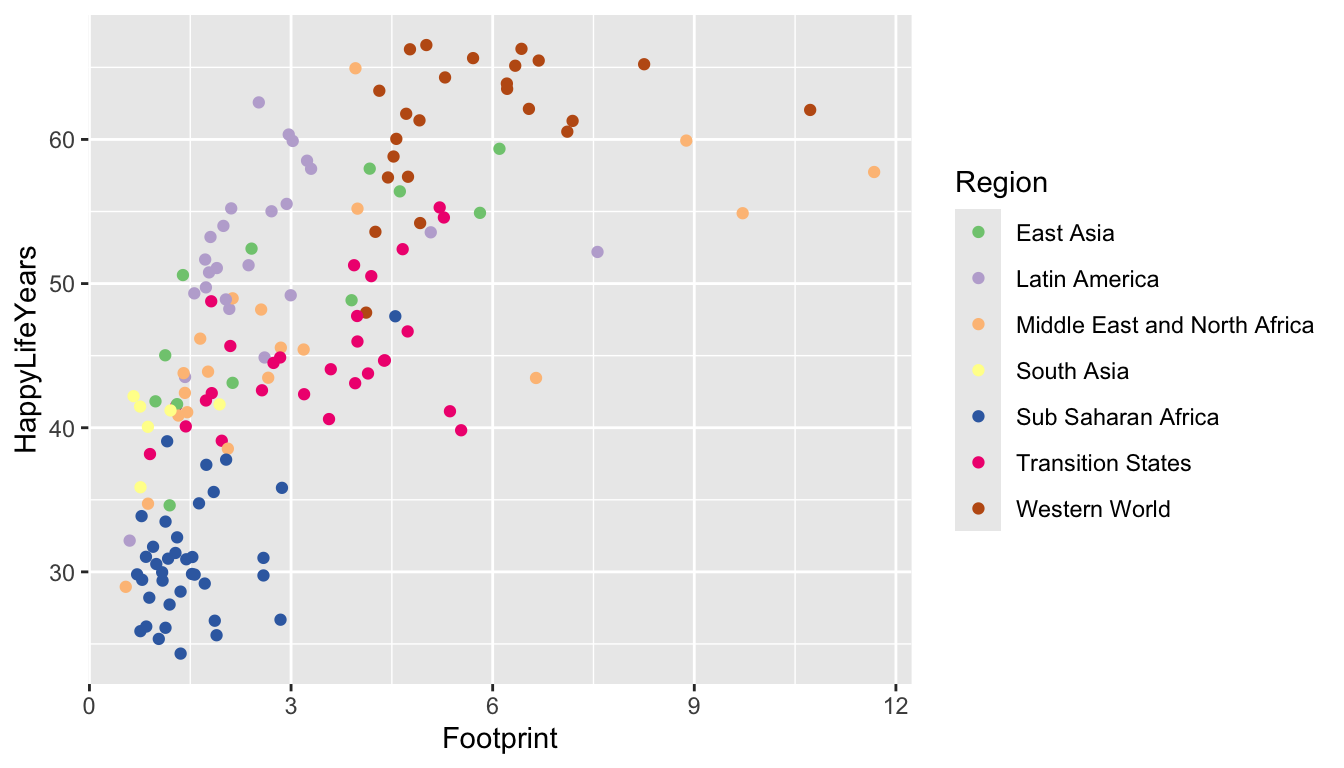 60
50
40
30
HappyLifeYears
0 3 6 9 12
Footprint
Region
East Asia
Latin America
Middle East and North Africa
South Asia
Sub Saharan Africa
Transition States
Western World